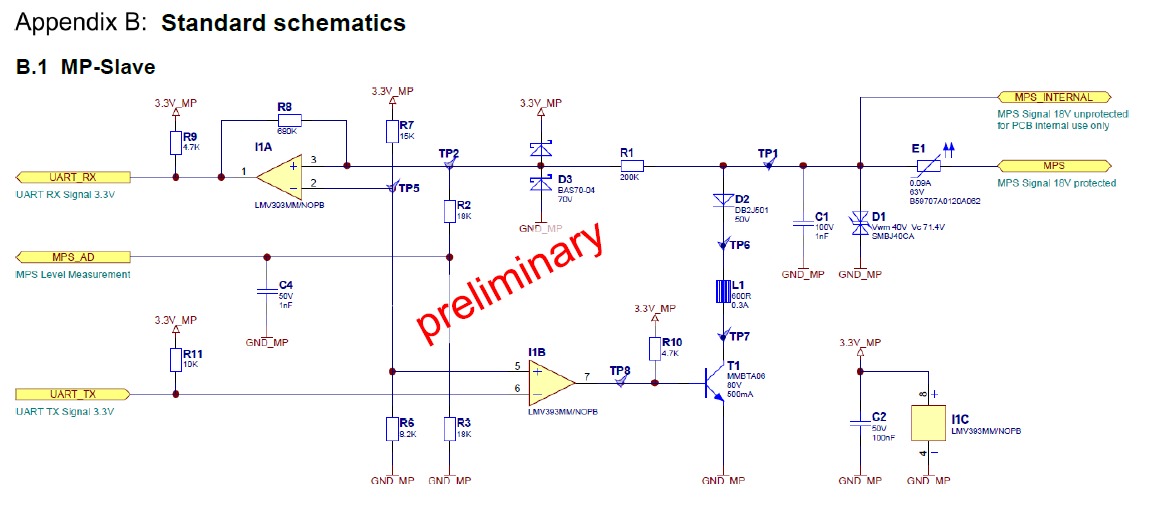 Appendix B: Standard schematics
B.1 MP-Slave
3.3V_MP
R8
680K
3.3V_MP
R9
4.7K
R7
15K
I1A
3
1
2
LMV393MM/NOPB
UART_RX
UART RX Signal 3.3V
TP2
TP5
R2
18K
D3
BAS70-04
70V
GND_MP
R1
200K
TP1
MPS_INTERNAL
MPS Signal 18V unprotected!
for PCB internal use only
E1
0.09A
63V
B59707A0120A062
MPS
MPS Signal 18V protected
D2
DB2J501
50V
C1
100V
1nF
GND_MP
D1
Vwm 40V Vc 71.4V
SMBJ40CA
GND_MP
TP6
L1
600R
0.3A
TP7
MPS_AD
MPS Level Measurement
C4
50V
1nF
GND_MP
preliminary
3.3V_MP
R11
10K
UART_TX
UART TX Signal 3.3V
I1B
5
6
7
LMV393MM/NOPB
TP8
3.3V_MP
R10
4.7K
T1
MMBTA06
80V
500mA
R6
8.2K
R3
18K
GND_MP
GND_MP
GND_MP
3.3V_MP
C2
50V
100nF
8
+
I1C
LMV393MM/NOPB
4
GND_MP
GND_MP